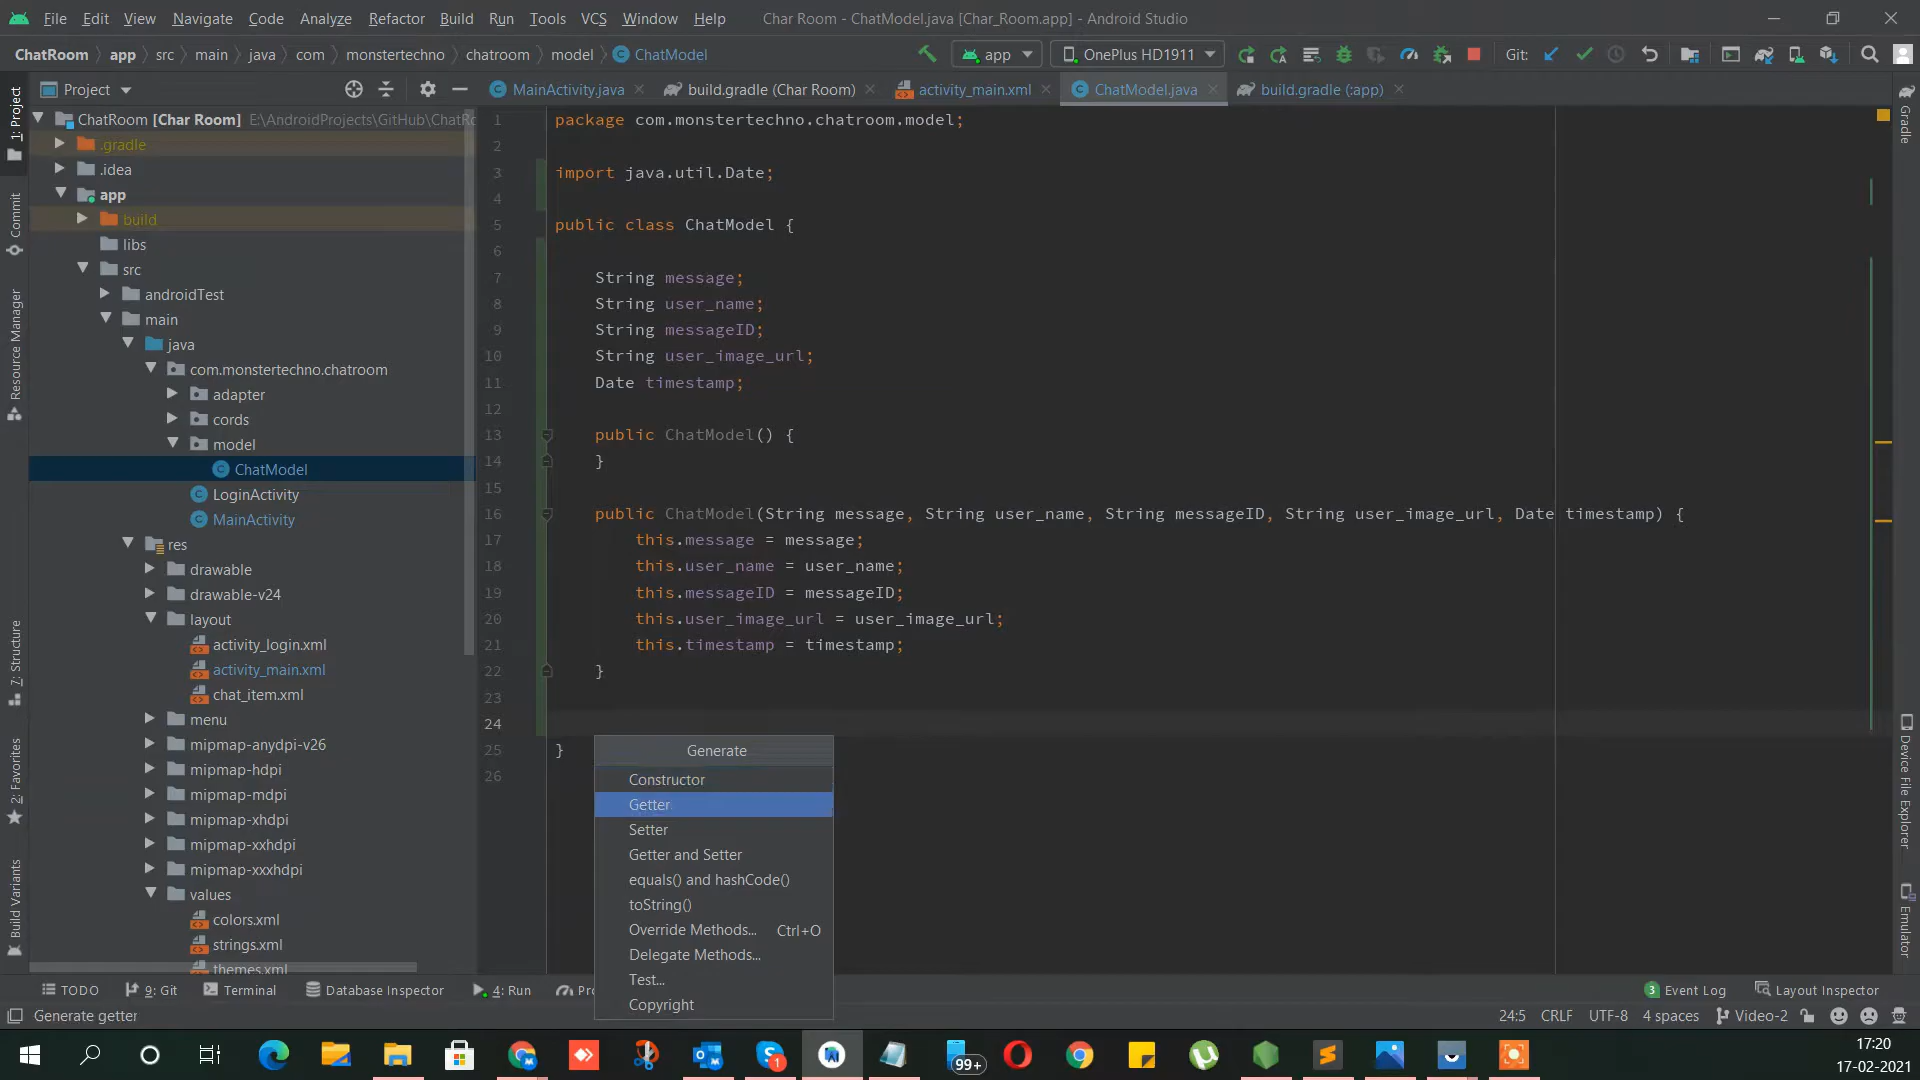 File Edit View Navigate Code Analyze Refactor Build Run Tools VCS Window Help Char Room - ChatModel.java [Char_Room.app] - Android Studio
ChatRoom app src main java com monstertechno chatroom model ChatModel app OnePlus HD1911 Git:
Project MainActivity.java build.gradle (Char Room) activity_main.xml ChatModel.java build.gradle (:app)
1: Project
Commit
Resource Manager
7: Structure
2: Favorites
Build Variants
ChatRoom [Char Room] E:\AndroidProjects\GitHub\ChatRo
.gradle
.idea
app
build
libs
src
androidTest
main
java
com.monstertechno.chatroom
adapter
cords
model
ChatModel
LoginActivity
MainActivity
res
drawable
drawable-v24
layout
activity_login.xml
activity_main.xml
chat_item.xml
menu
mipmap-anydpi-v26
mipmap-hdpi
mipmap-mdpi
mipmap-xhdpi
mipmap-xxhdpi
mipmap-xxxhdpi
values
colors.xml
strings.xml
themes.xml
1 package com.monstertechno.chatroom.model;
2
3 import java.util.Date;
4
5 public class ChatModel {
6
7 String message;
8 String user_name;
9 String messageID;
10 String user_image_url;
11 Date timestamp;
12
13 public ChatModel() {
14 }
15
16 public ChatModel(String message, String user_name, String messageID, String user_image_url, Date timestamp) {
17 this.message = message;
18 this.user_name = user_name;
19 this.messageID = messageID;
20 this.user_image_url = user_image_url;
21 this.timestamp = timestamp;
22 }
23
24
25 }
26
Generate
Constructor
Getter
Setter
Getter and Setter
equals() and hashCode()
toString()
Override Methods... Ctrl+O
Delegate Methods...
Test...
Copyright
Gradle
Device File Explorer
Emulator
TODO 9: Git Terminal Database Inspector 4: Run Pro 3 Event Log Layout Inspector
Generate getter 24:5 CRLF UTF-8 4 spaces Video-2
1 99+
17:20
17-02-2021